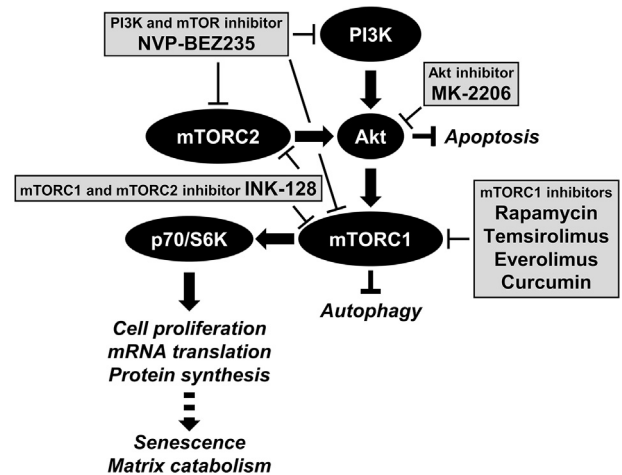 PI3K and mTOR inhibitor
NVP-BEZ235
PI3K
Akt inhibitor
MK-2206
mTORC2
Akt
Apoptosis
mTORC1 and mTORC2 inhibitor INK-128
mTORC1 inhibitors
Rapamycin
Temsirolimus
Everolimus
Curcumin
p70/S6K
mTORC1
Autophagy
Cell proliferation
mRNA translation
Protein synthesis
Senescence
Matrix catabolism